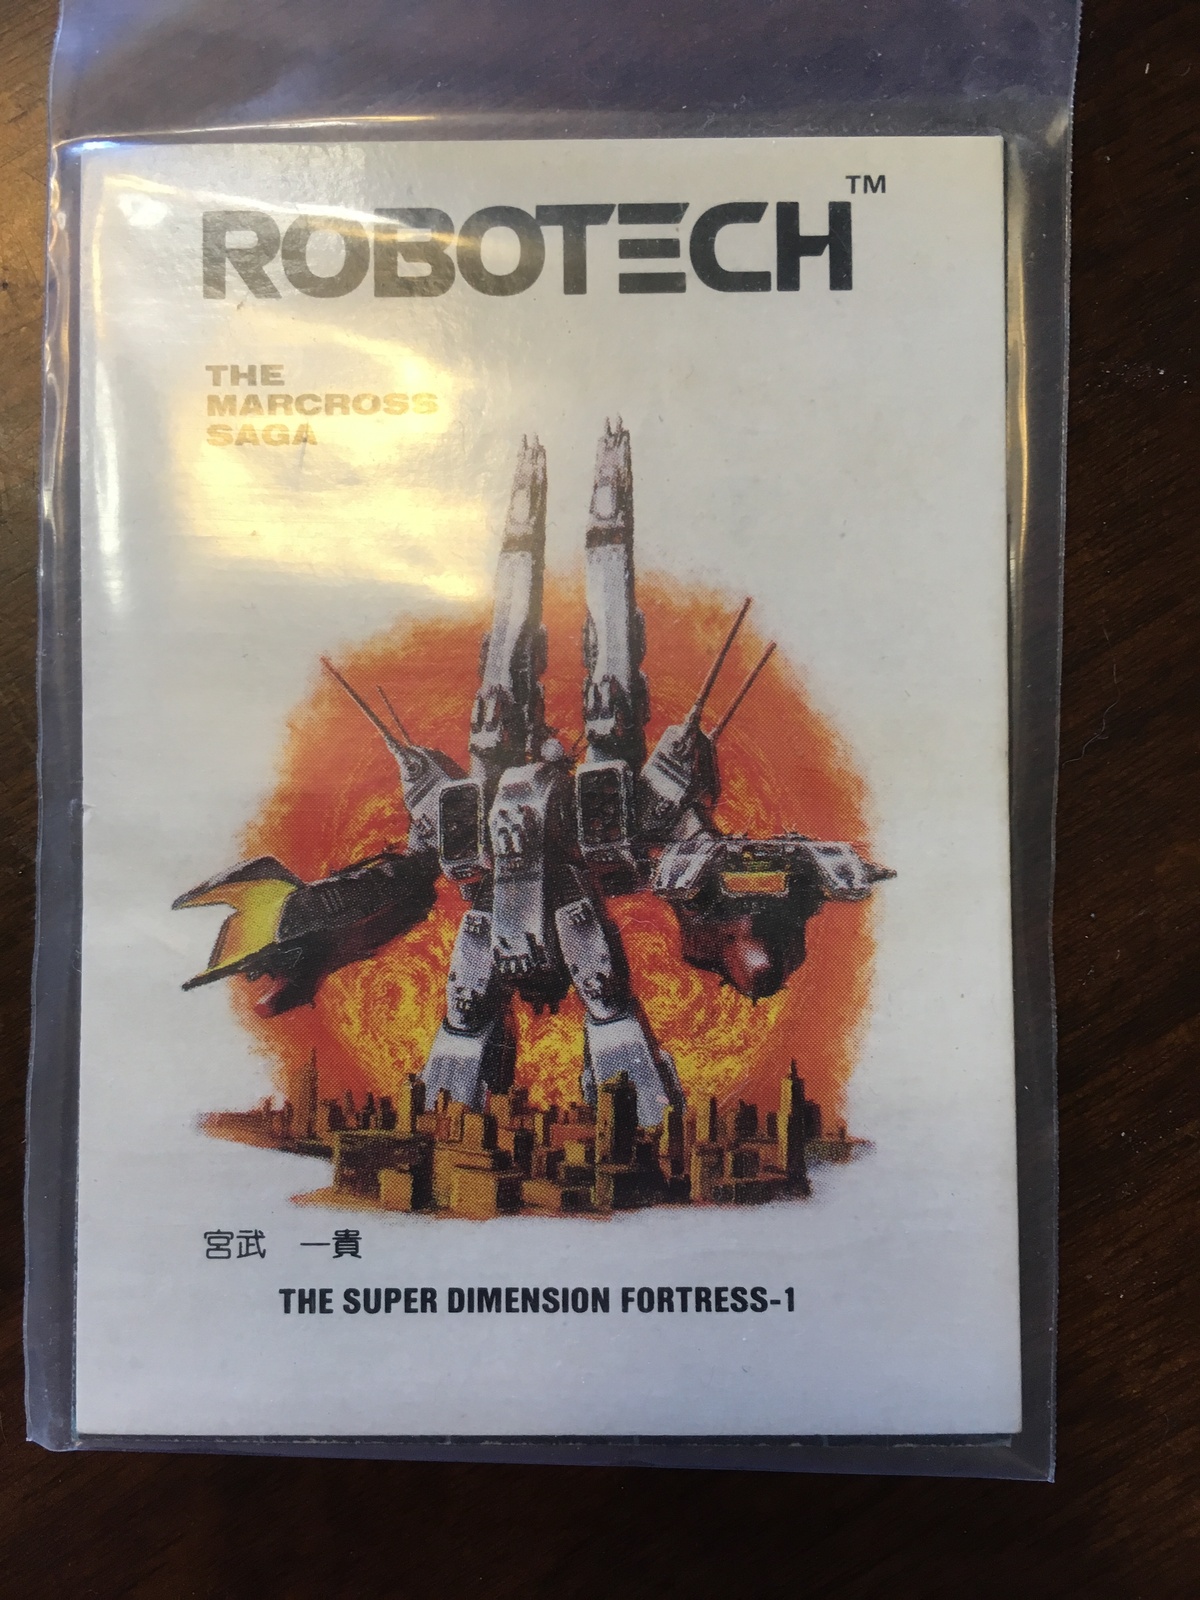 ROBOTECH™
THE
MARCROSS
SAGA
宮武 一貴
THE SUPER DIMENSION FORTRESS-1